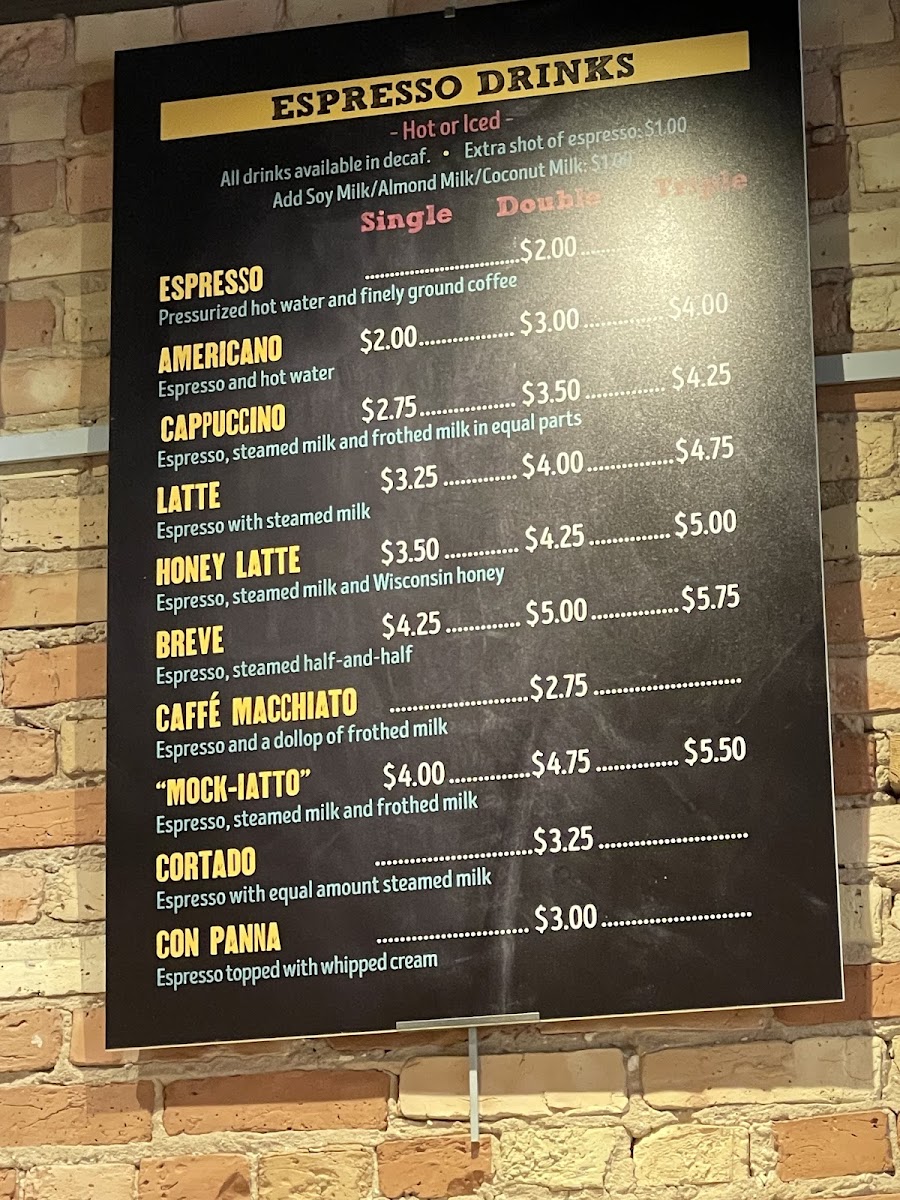 ESPRESSO DRINKS
- Hot or Iced -
All drinks available in decaf. • Extra shot of espresso: $1.00
Add Soy Milk/Almond Milk/Coconut Milk: $1.00
Single Double Triple
ESPRESSO ........................$2.00........................
Pressurized hot water and finely ground coffee
AMERICANO $2.00................ $3.00............. $4.00
Espresso and hot water
CAPPUCCINO $2.75................ $3.50............. $4.25
Espresso, steamed milk and frothed milk in equal parts
LATTE $3.25............ $4.00..............$4.75
Espresso with steamed milk
HONEY LATTE $3.50............ $4.25............. $5.00
Espresso, steamed milk and Wisconsin honey
BREVE $4.25............ $5.00..............$5.75
Espresso, steamed half-and-half
CAFFÉ MACCHIATO ......................$2.75........................
Espresso and a dollop of frothed milk
“MOCK-IATTO” $4.00.............$4.75............. $5.50
Espresso, steamed milk and frothed milk
CORTADO .........................$3.25........................
Espresso with equal amount steamed milk
CON PANNA ........................ $3.00........................
Espresso topped with whipped cream